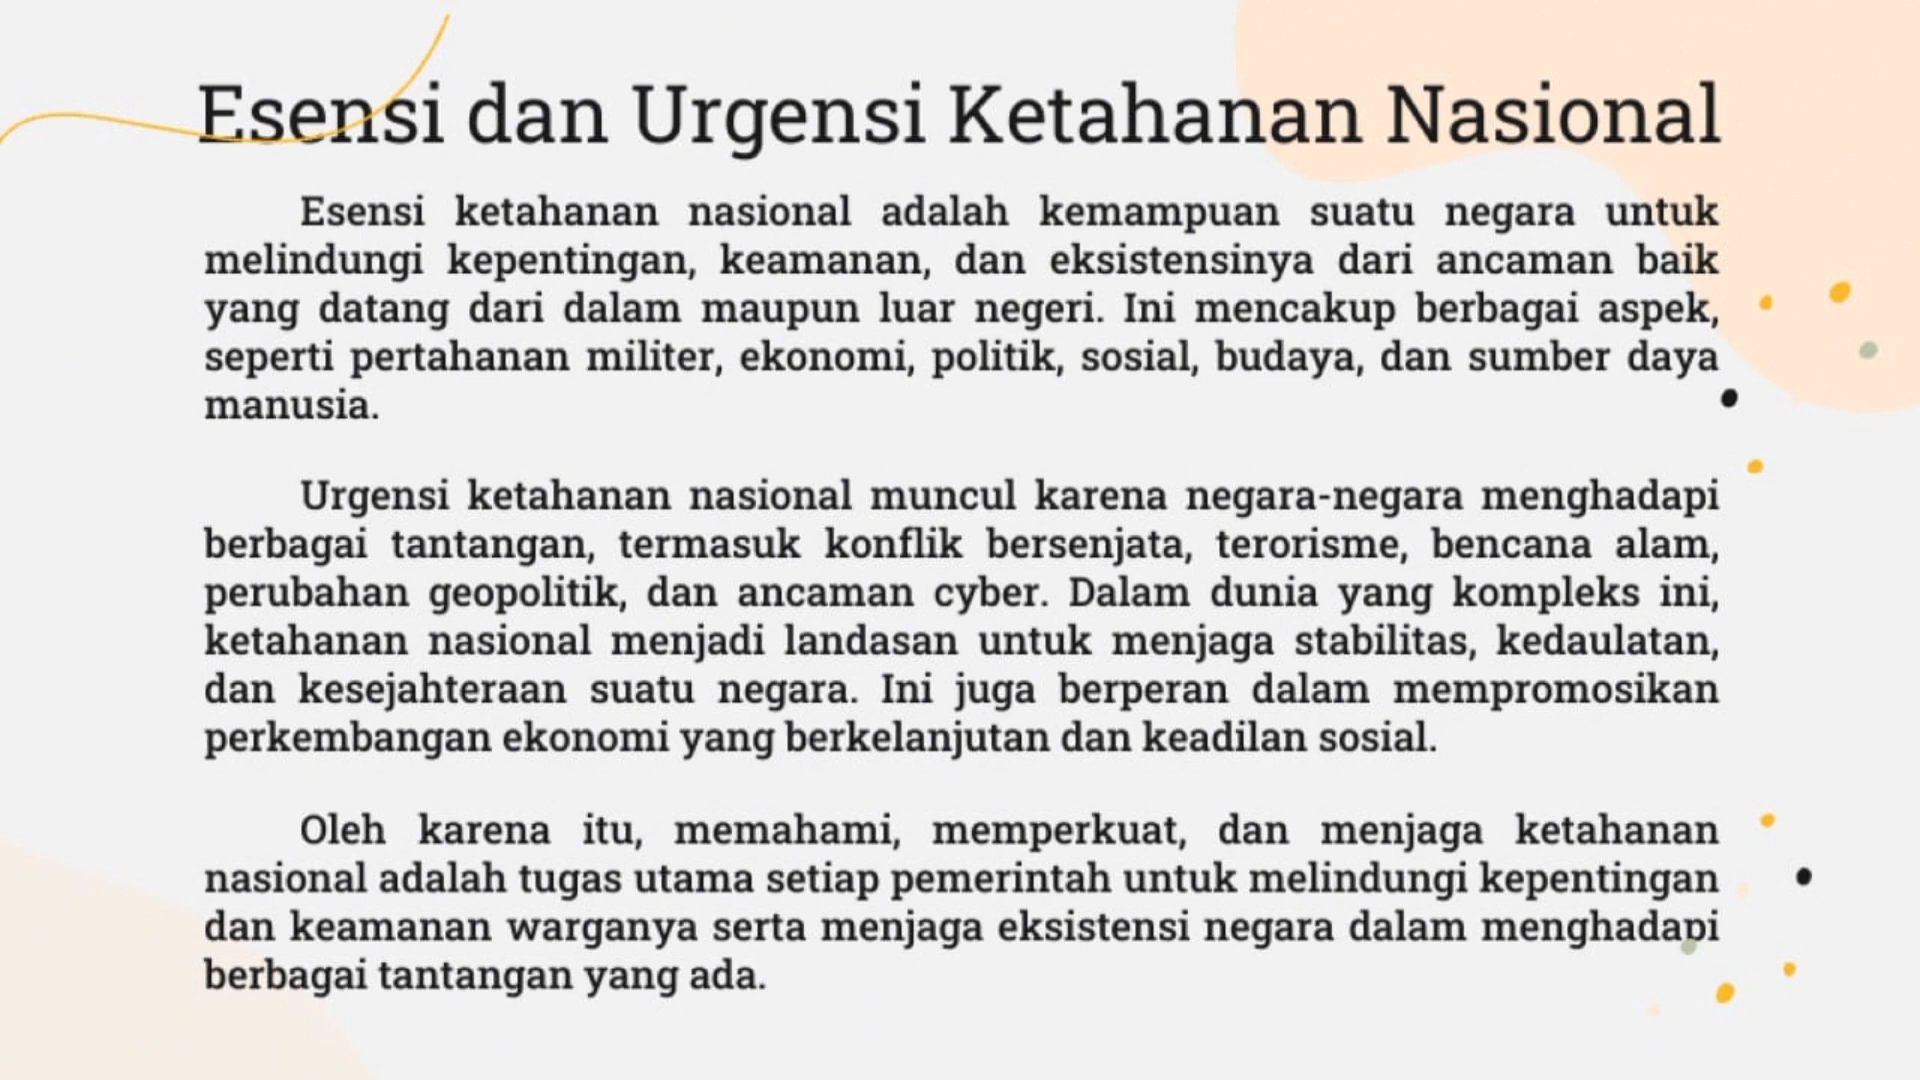 Esensi dan Urgensi Ketahanan Nasional
Esensi ketahanan nasional adalah kemampuan suatu negara untuk
melindungi kepentingan, keamanan, dan eksistensinya dari ancaman baik
yang datang dari dalam maupun luar negeri. Ini mencakup berbagai aspek,
seperti pertahanan militer, ekonomi, politik, sosial, budaya, dan sumber daya
manusia.
Urgensi ketahanan nasional muncul karena negara-negara menghadapi
berbagai tantangan, termasuk konflik bersenjata, terorisme, bencana alam,
perubahan geopolitik, dan ancaman cyber. Dalam dunia yang kompleks ini,
ketahanan nasional menjadi landasan untuk menjaga stabilitas, kedaulatan,
dan kesejahteraan suatu negara. Ini juga berperan dalam mempromosikan
perkembangan ekonomi yang berkelanjutan dan keadilan sosial.
Oleh karena itu, memahami, memperkuat, dan menjaga ketahanan
nasional adalah tugas utama setiap pemerintah untuk melindungi kepentingan
dan keamanan warganya serta menjaga eksistensi negara dalam menghadapi
berbagai tantangan yang ada.